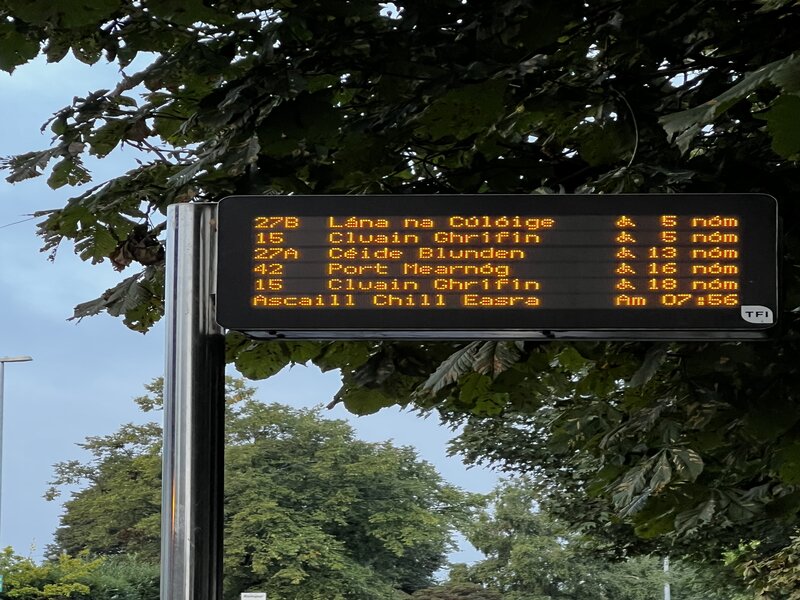 27B Lána na Cúlóige 5 nóm
15 Cluain Ghrífín 5 nóm
27A Céide Blunden 13 nóm
42 Port Mearnóg 16 nóm
15 Cluain Ghrífín 18 nóm
Ascaill Chill Easra Am 07:56
TFI